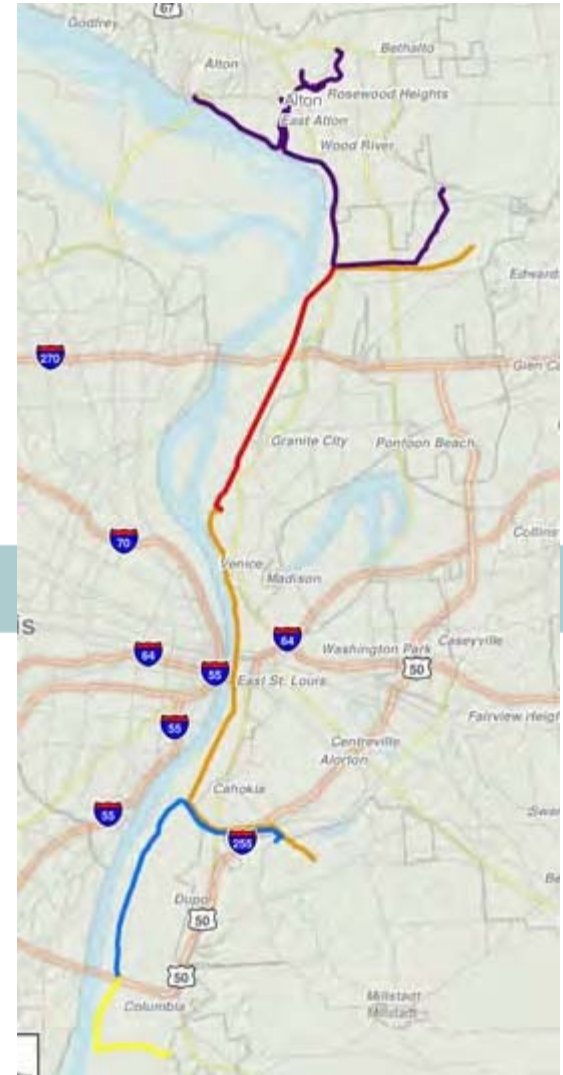 67
Godfrey
Bethalto
Alton
Alton
Rosewood Heights
East Alton
Wood River
Edward
270
Glen Ca
Granite City
Pontoon Beach
70
Collins
Venice
Madison
is
64
64
Washington Park
Caseyville
55
50
East St. Louis
55
Fairview Heigh
Centreville
Alorton
Cahokia
55
Swan
255
Be
Dupo
50
50
Columbia
Millstadt
Millstadt